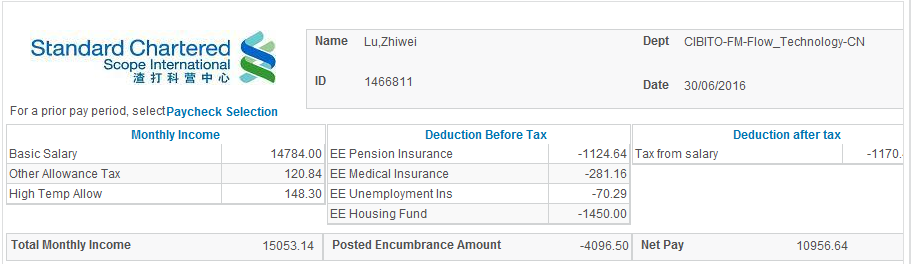 Standard Chartered
Scope International
渣打科营中心
Name Lu,Zhiwei Dept CIBITO-FM-Flow_Technology-CN
ID 1466811 Date 30/06/2016
For a prior pay period, select Paycheck Selection
Monthly Income Deduction Before Tax Deduction after tax
Basic Salary 14784.00 EE Pension Insurance -1124.64 Tax from salary -1170.
Other Allowance Tax 120.84 EE Medical Insurance -281.16
High Temp Allow 148.30 EE Unemployment Ins -70.29
EE Housing Fund -1450.00
Total Monthly Income 15053.14 Posted Encumbrance Amount -4096.50 Net Pay 10956.64